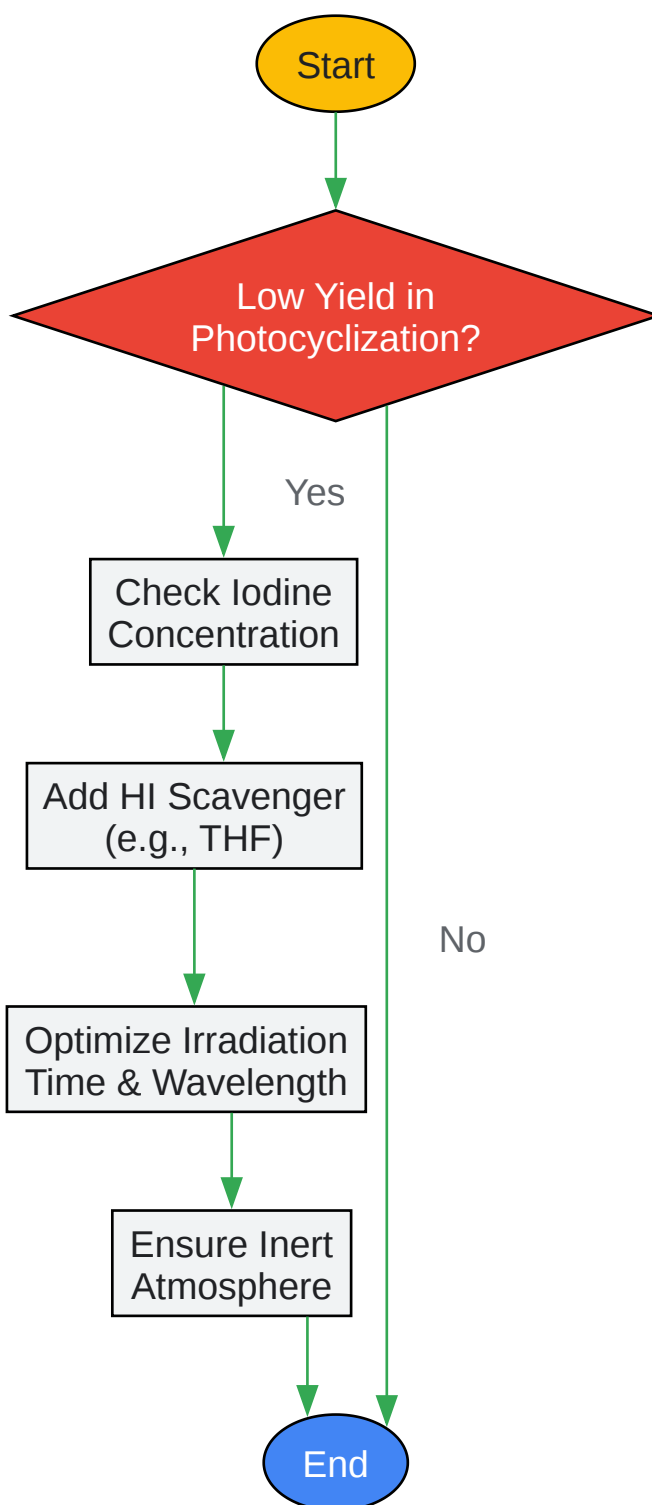 Start
Low Yield in
Photocyclization?
Yes
Check Iodine
Concentration
Add HI Scavenger
(e.g., THF)
No
Optimize Irradiation
Time & Wavelength
Ensure Inert
Atmosphere
End